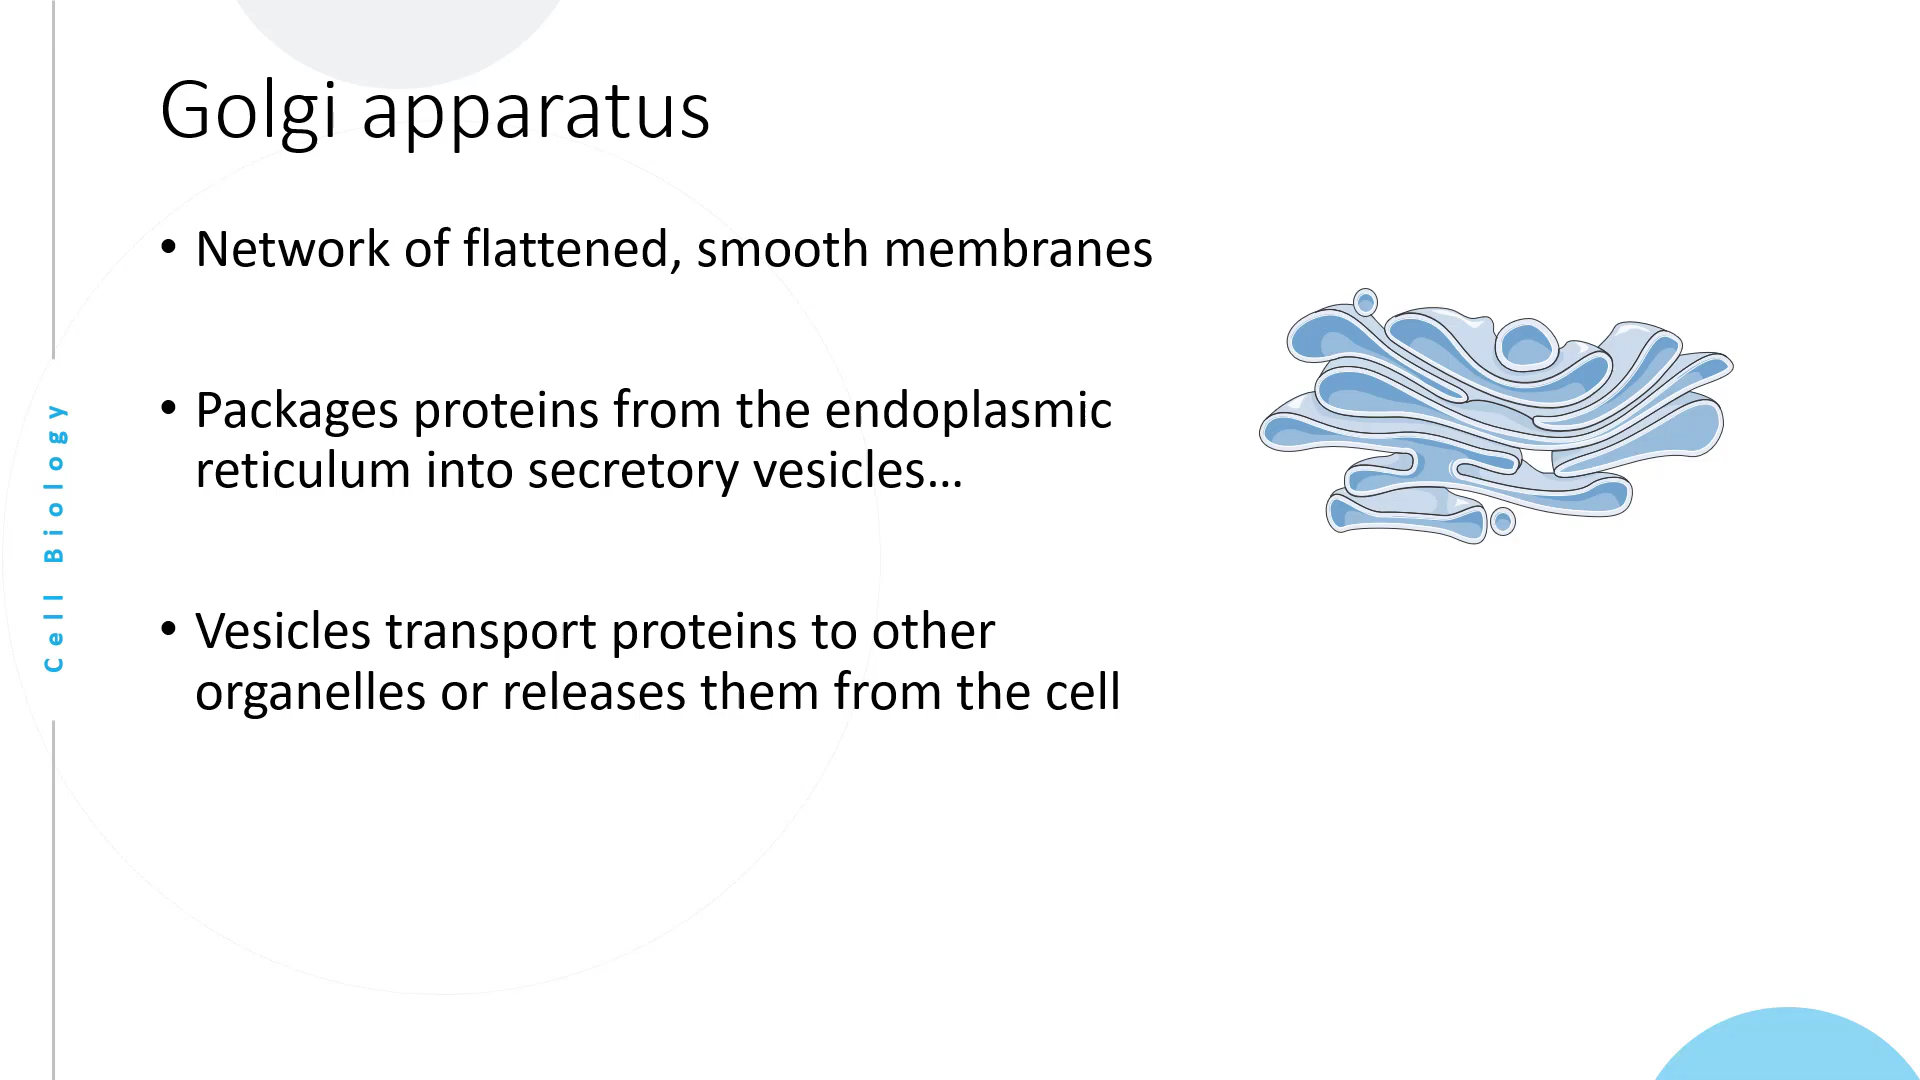 Golgi apparatus
• Network of flattened, smooth membranes
• Packages proteins from the endoplasmic
reticulum into secretory vesicles…
• Vesicles transport proteins to other
organelles or releases them from the cell
Cell Biology